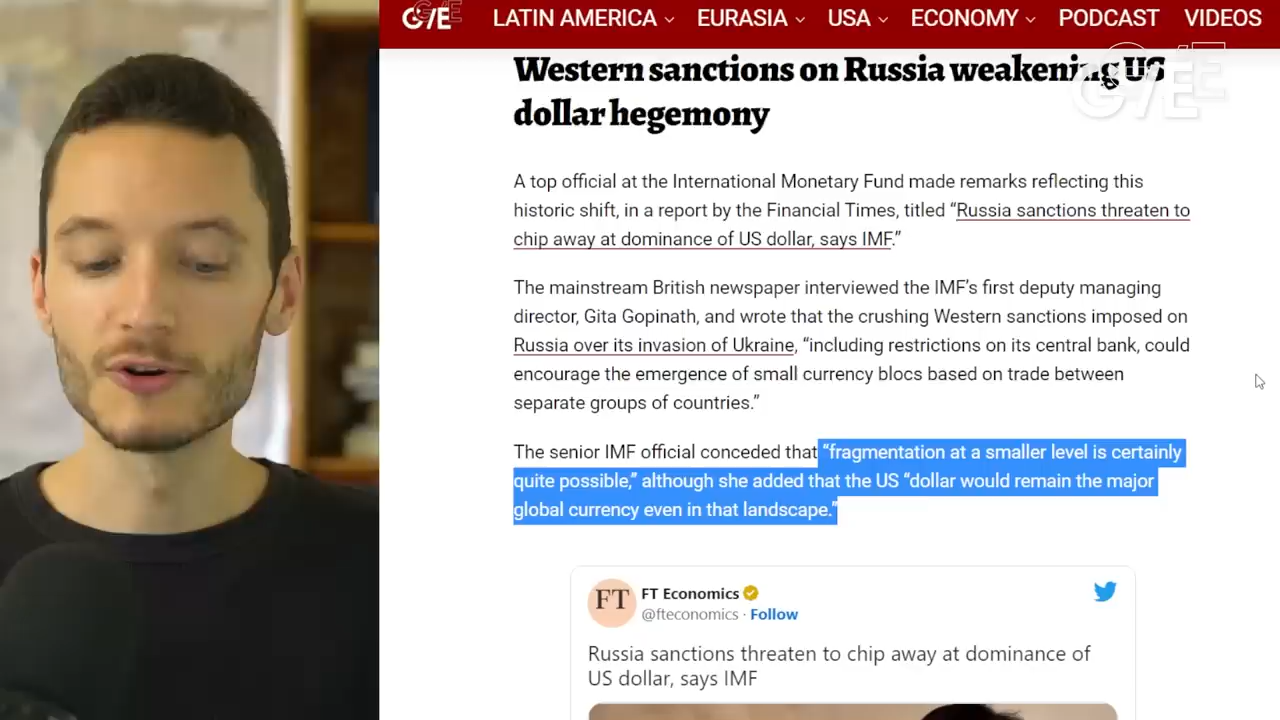 GE
LATIN AMERICA EURASIA USA ECONOMY PODCAST VIDEOS
GE
Western sanctions on Russia weakening US
dollar hegemony
A top official at the International Monetary Fund made remarks reflecting this
historic shift, in a report by the Financial Times, titled “Russia sanctions threaten to
chip away at dominance of US dollar, says IMF.”
The mainstream British newspaper interviewed the IMF’s first deputy managing
director, Gita Gopinath, and wrote that the crushing Western sanctions imposed on
Russia over its invasion of Ukraine, “including restrictions on its central bank, could
encourage the emergence of small currency blocs based on trade between
separate groups of countries.”
The senior IMF official conceded that “fragmentation at a smaller level is certainly
quite possible,” although she added that the US “dollar would remain the major
global currency even in that landscape.”
FT
FT Economics
@fteconomics · Follow
Russia sanctions threaten to chip away at dominance of
US dollar, says IMF